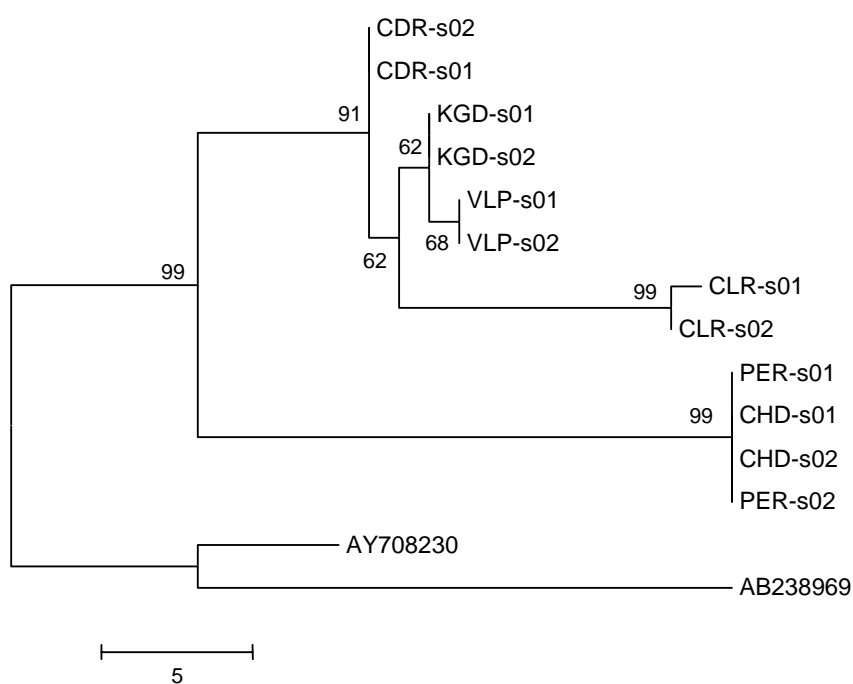 CDR-s02
CDR-s01
91
KGD-s01
62
KGD-s02
VLP-s01
68
VLP-s02
62
99
CLR-s01
99
CLR-s02
PER-s01
99
CHD-s01
CHD-s02
PER-s02
AY708230
AB238969
5